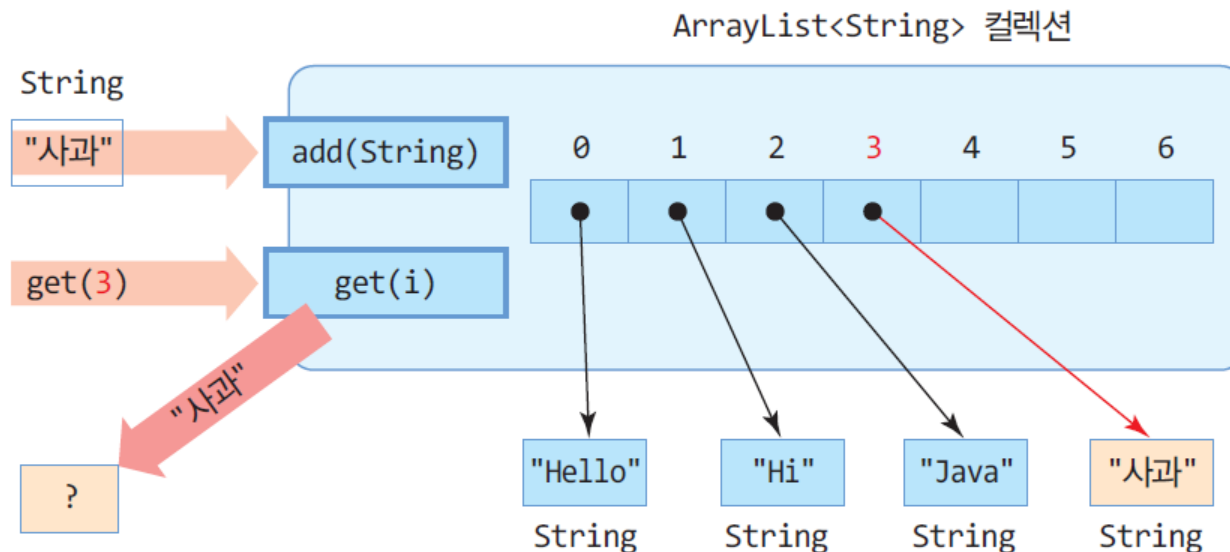 ArrayList<String> 컬렉션
String
"사과"
add(String)
0 1 2 3 4 5 6
get(3)
get(i)
"사과"
?
"Hello" "Hi" "Java" "사과"
String String String String